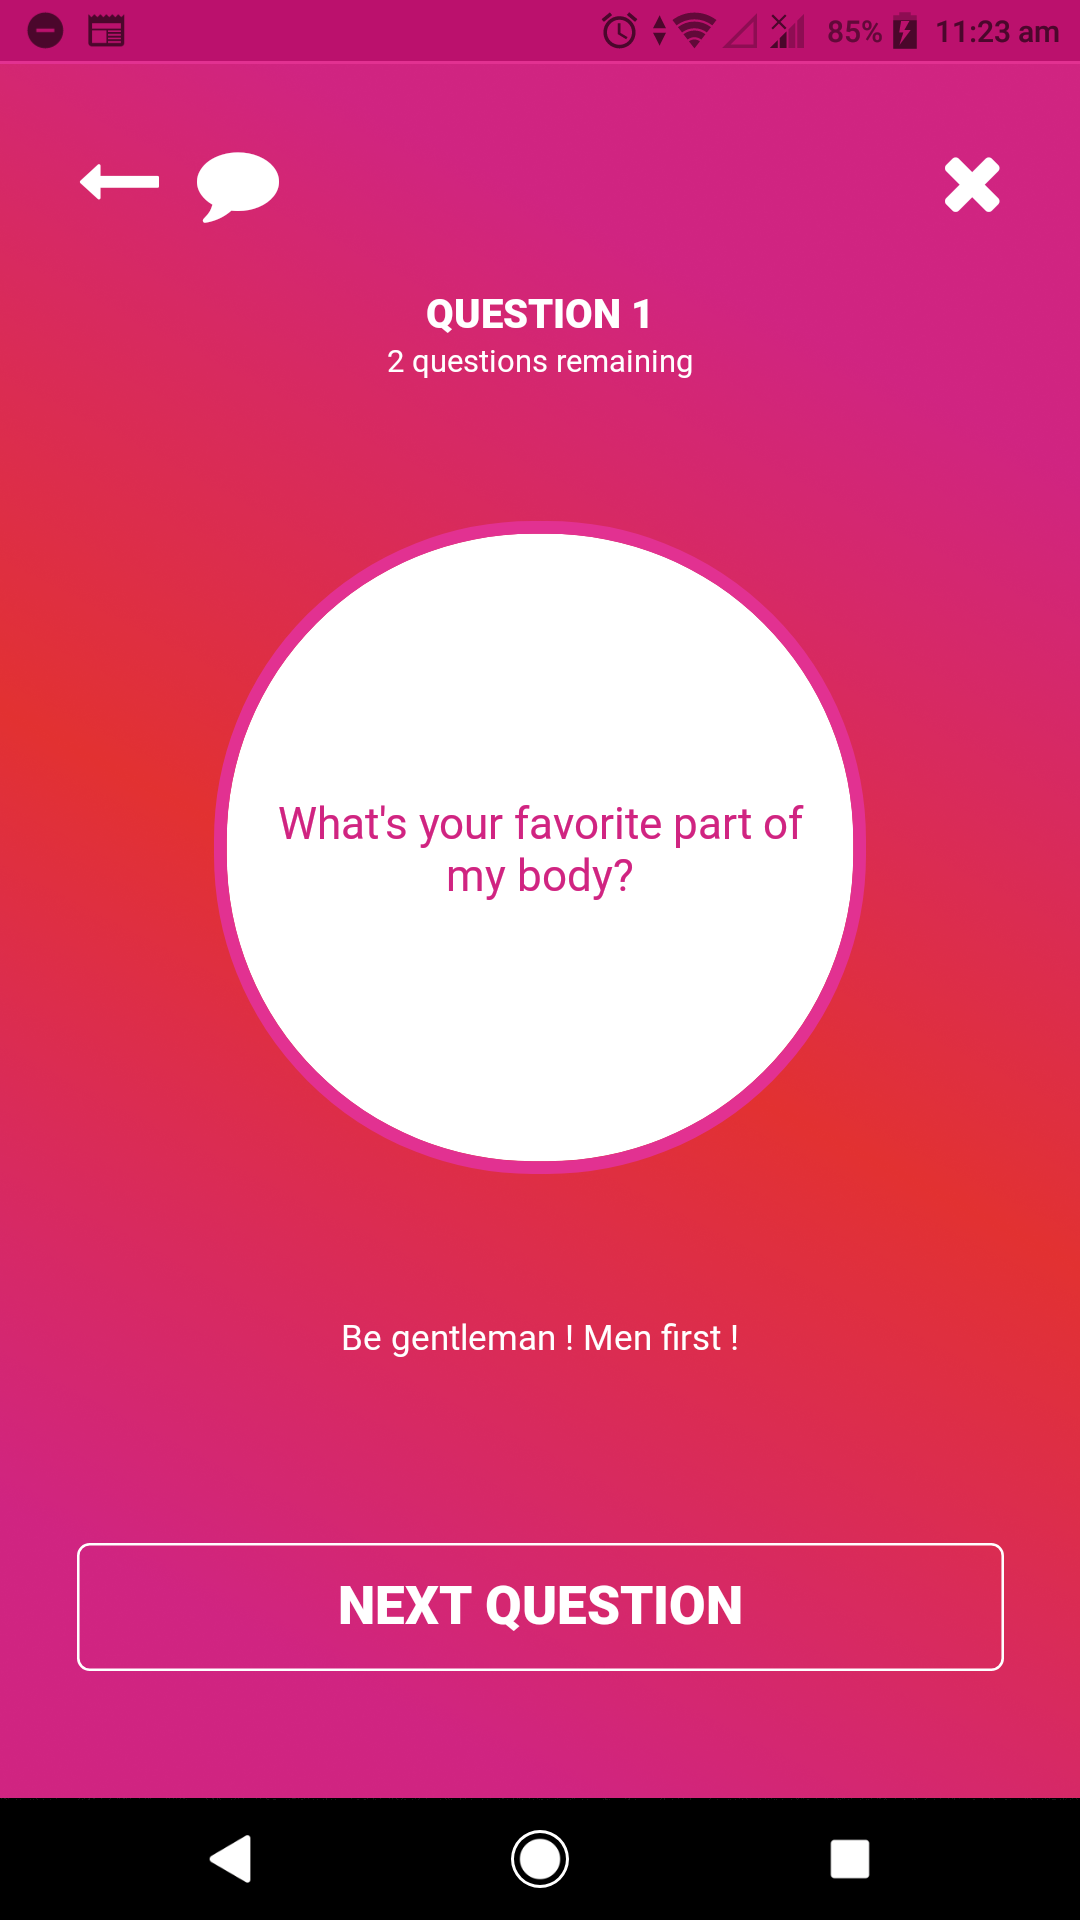 85% 11:23 am
QUESTION 1
2 questions remaining
What's your favorite part of
my body?
Be gentleman ! Men first !
NEXT QUESTION